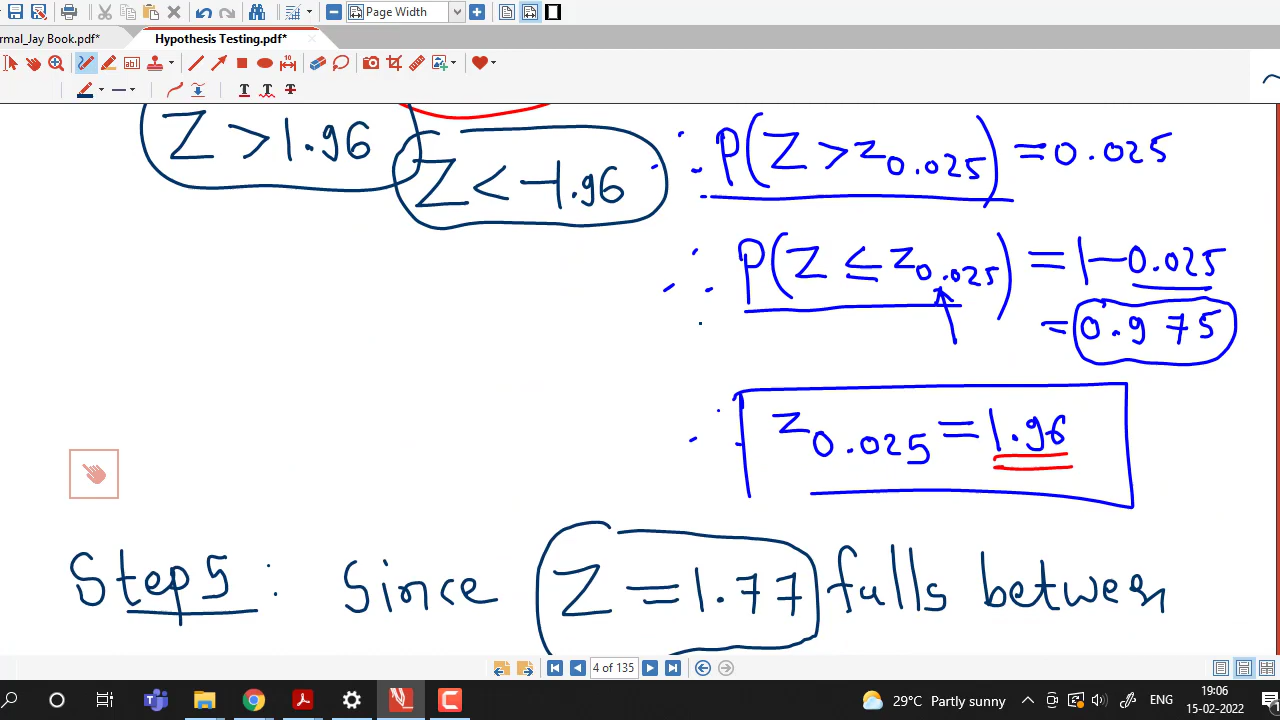 Page Width
rmal_Jay Book.pdf*
Hypothesis Testing.pdf*
Z > 1.96
Z < -1.96
∴ P(Z > z0.025) = 0.025
∴ P(Z ≤ z0.025) = 1-0.025
= 0.975
∴ z0.025 = 1.96
Step 5 : Since Z = 1.77 falls between
4 of 135
29°C Partly sunny
ENG
19:06
15-02-2022